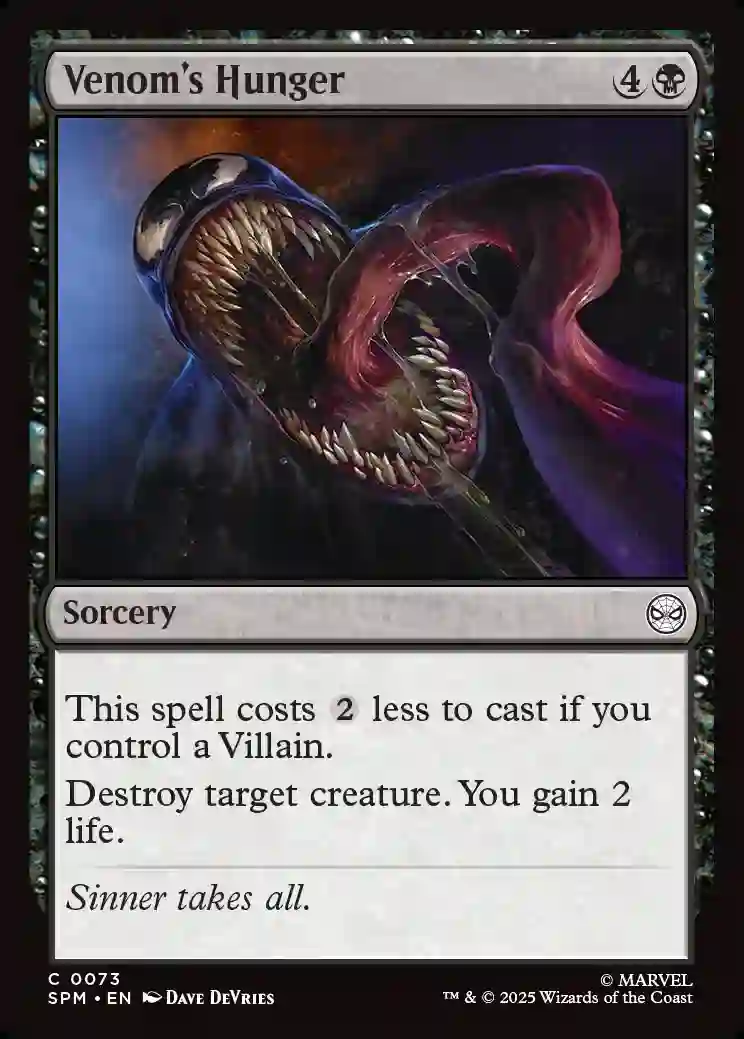 Venom's Hunger 4
Sorcery
This spell costs 2 less to cast if you
control a Villain.
Destroy target creature. You gain 2
life.
Sinner takes all.
C 0073 © MARVEL
SPM • EN Dave DeVries ™ & © 2025 Wizards of the Coast